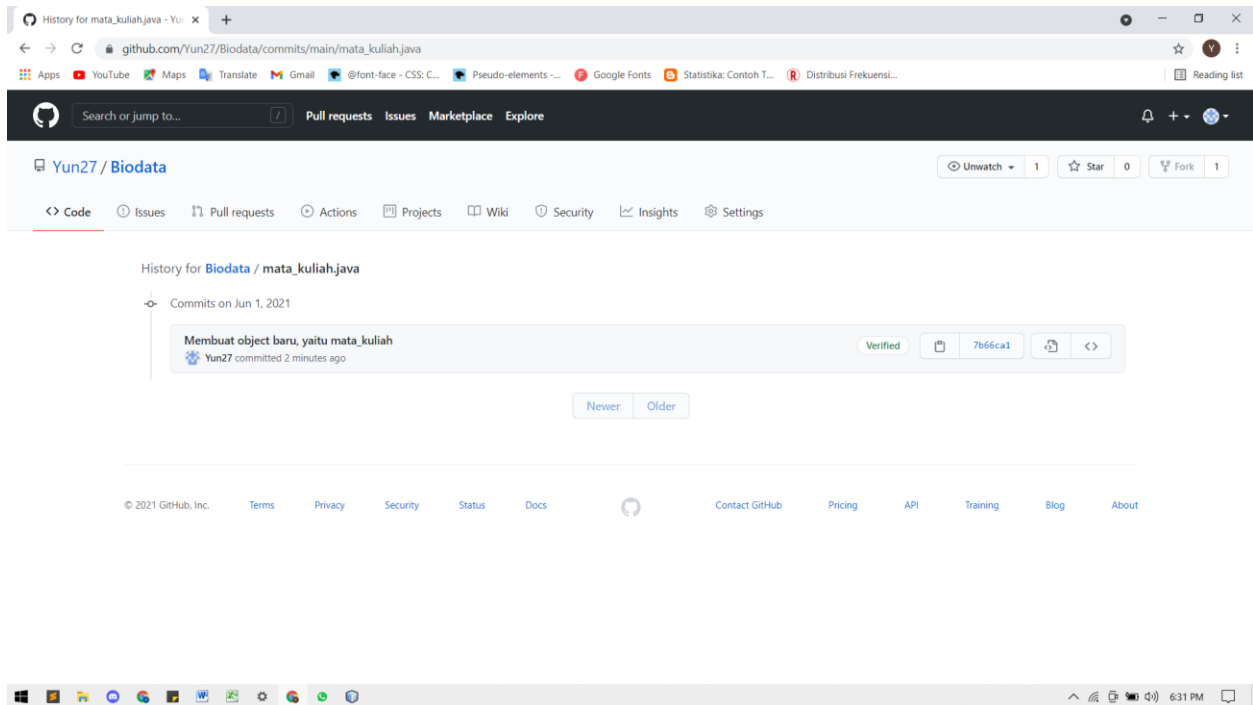 History for mata_kuliah.java - Yu
github.com/Yun27/Biodata/commits/main/mata_kuliah.java
Y
Apps YouTube Maps Translate Gmail @font-face - CSS: C... Pseudo-elements -... Google Fonts Statistika: Contoh T... Distribusi Frekuensi... Reading list
Search or jump to... / Pull requests Issues Marketplace Explore
Yun27 / Biodata Unwatch 1 Star 0 Fork 1
Code Issues Pull requests Actions Projects Wiki Security Insights Settings
History for Biodata / mata_kuliah.java
Commits on Jun 1, 2021
Membuat object baru, yaitu mata_kuliah
Verified 7b66ca1
Yun27 committed 2 minutes ago
Newer Older
© 2021 GitHub, Inc. Terms Privacy Security Status Docs Contact GitHub Pricing API Training Blog About
6:31 PM